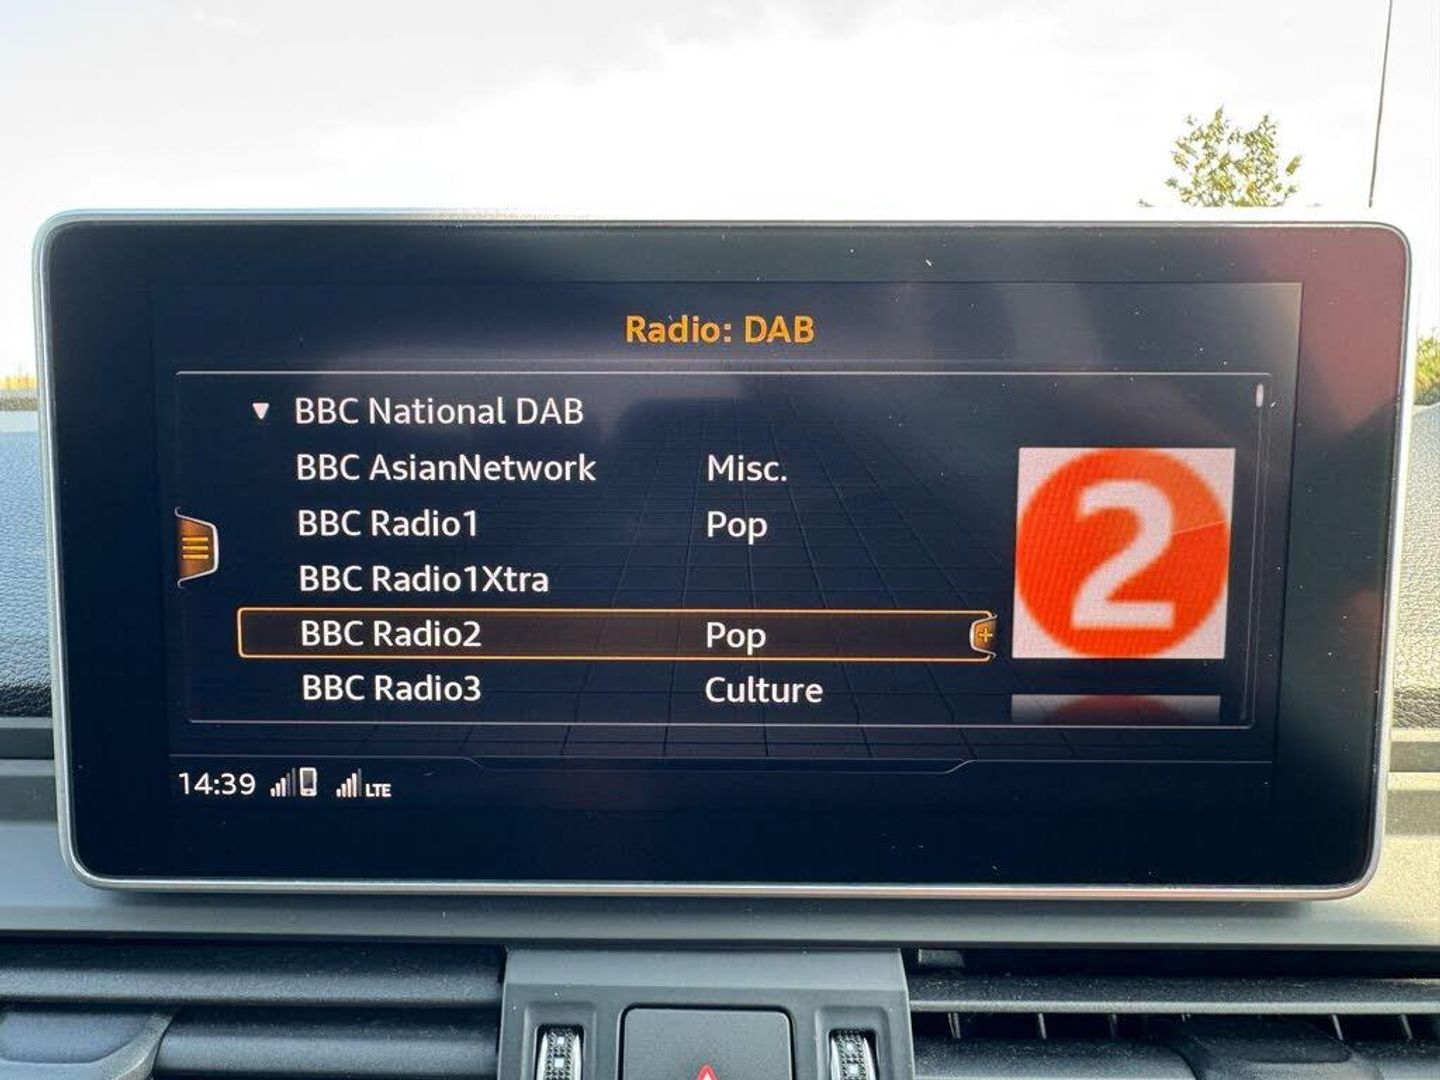 Radio: DAB
BBC National DAB
BBC AsianNetwork Misc.
BBC Radio1 Pop
BBC Radio1Xtra
BBC Radio2 Pop
BBC Radio3 Culture
2
14:39 LTE